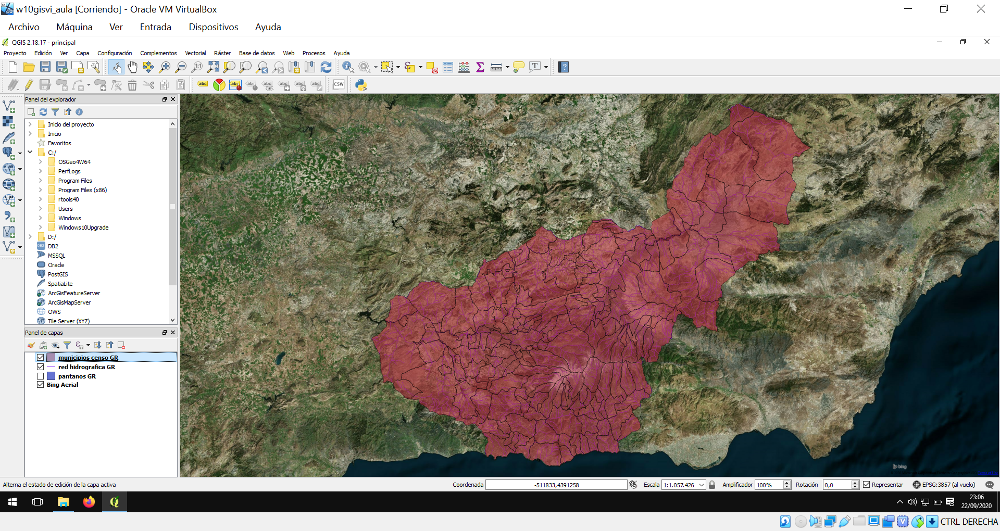 w10gisvi_aula [Corriendo] - Oracle VM VirtualBox
Archivo Máquina Ver Entrada Dispositivos Ayuda
QGIS 2.18.17 - principal
Proyecto Edición Ver Capa Configuración Complementos Vectorial Ráster Base de datos Web Procesos Ayuda
Panel del explorador
Inicio del proyecto
Inicio
Favoritos
C:/
OSGeo4W64
PerfLogs
Program Files
Program Files (x86)
rtools40
Users
Windows
Windows10Upgrade
D:/
DB2
MSSQL
Oracle
PostGIS
SpatiaLite
ArcGisFeatureServer
ArcGisMapServer
OWS
Tile Server (XYZ)
Panel de capas
municipios censo GR
red hidrografica GR
pantanos GR
Bing Aerial
bing
Alterna el estado de edición de la capa activa
Coordenada -511833,4391258 Escala 1:1.057.426 Amplificador 100% Rotación 0,0 Representar EPSG:3857 (al vuelo)
23:06
22/09/2020
CTRL DERECHA